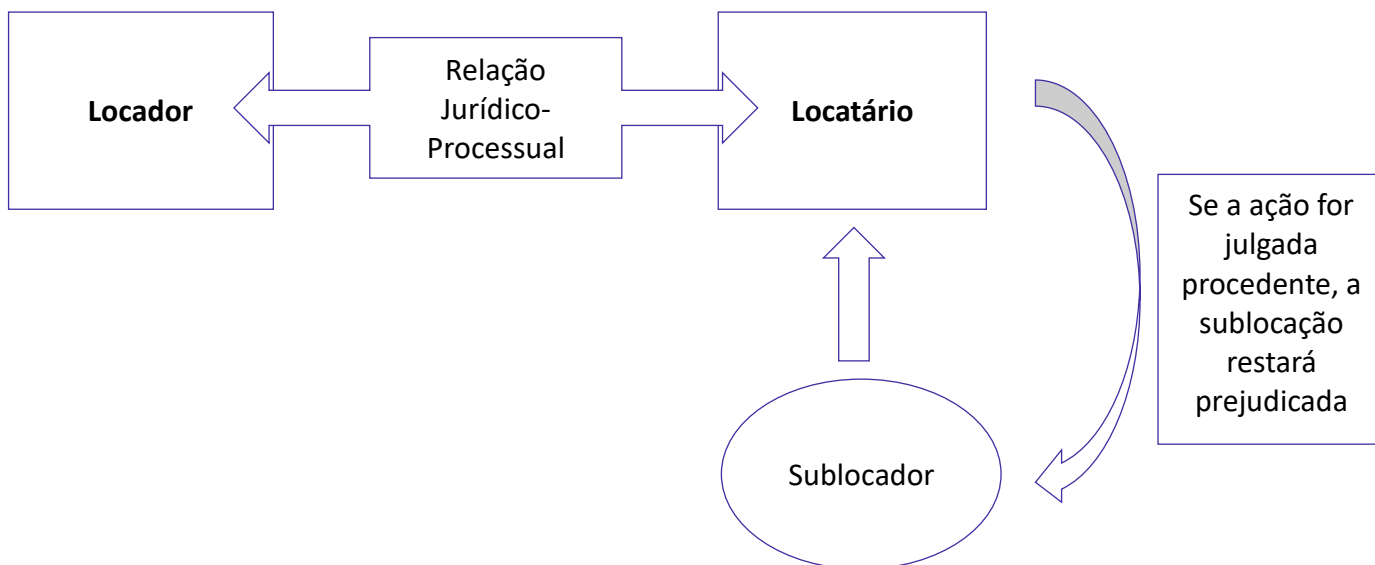 Locador
Relação
Jurídico-
Processual
Locatário
Se a ação for
julgada
procedente, a
sublocação
restará
prejudicada
Sublocador